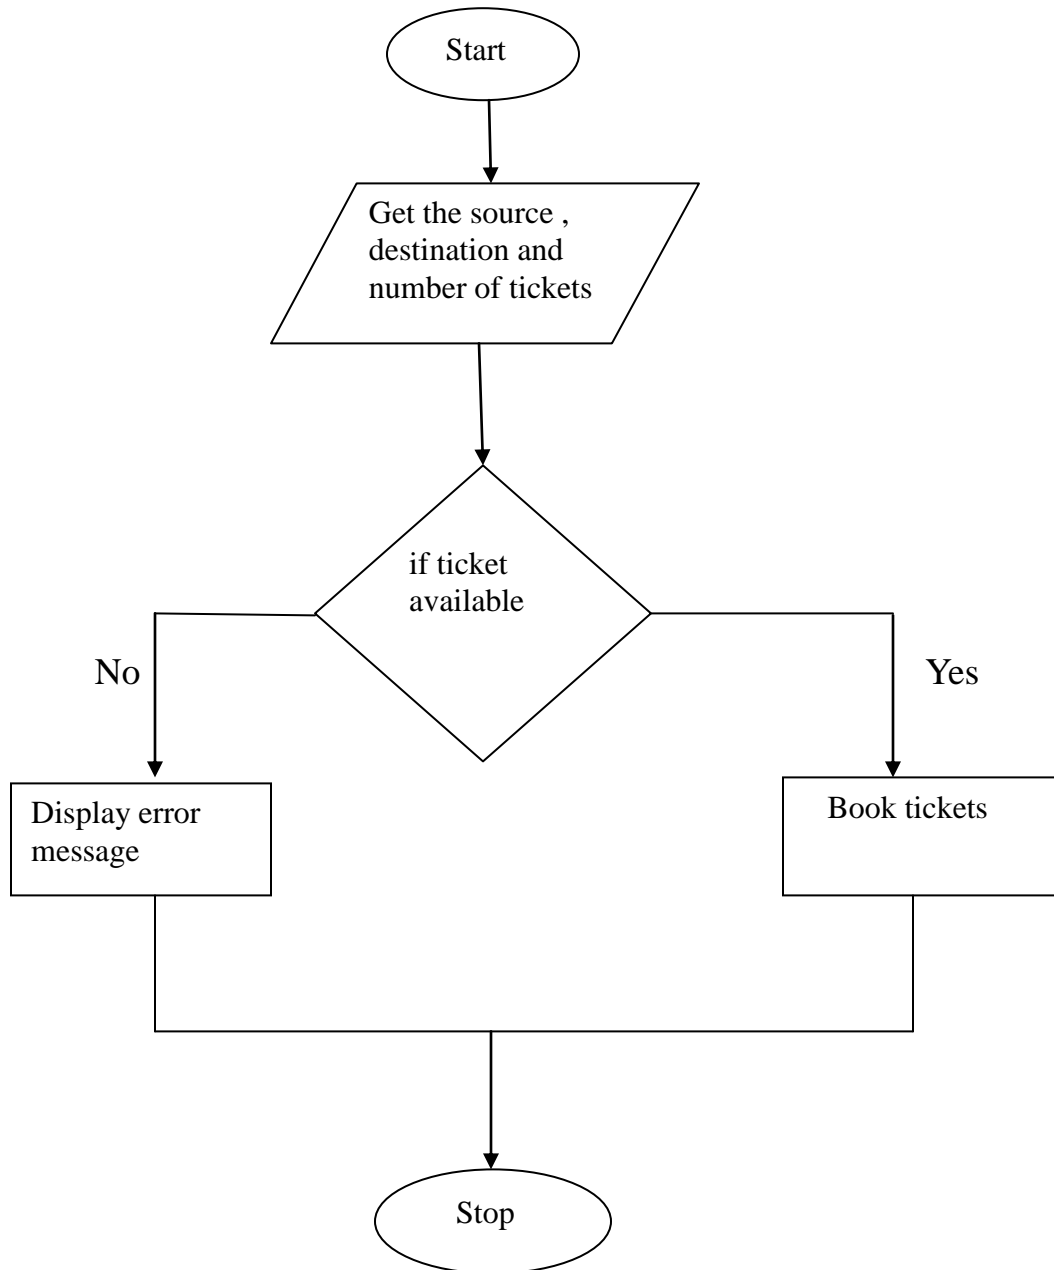 Start
Get the source ,
destination and
number of tickets
if ticket
available
No
Yes
Display error
message
Book tickets
Stop